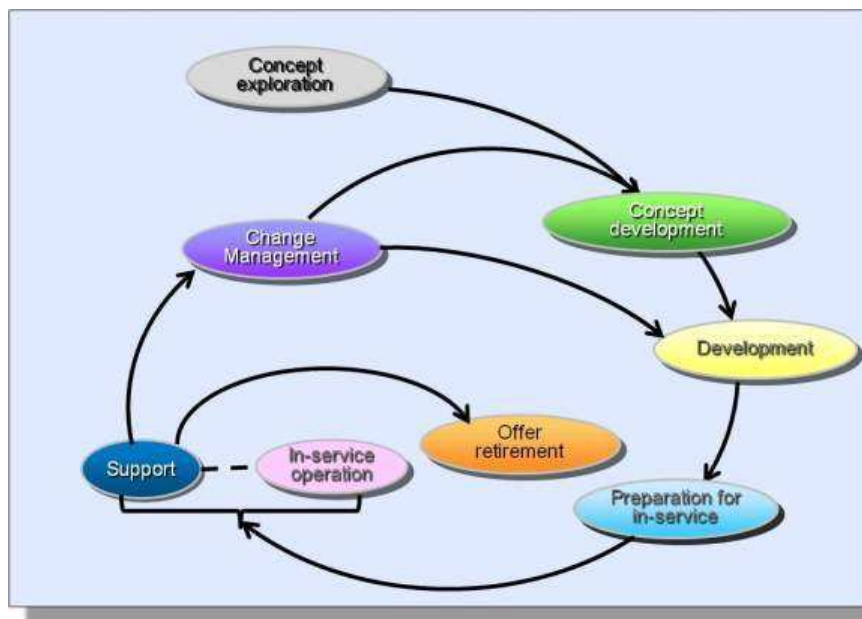 Concept
exploration
Concept
development
Change
Management
Development
Offer
retirement
In-service
operation
Support
Preparation for
in-service